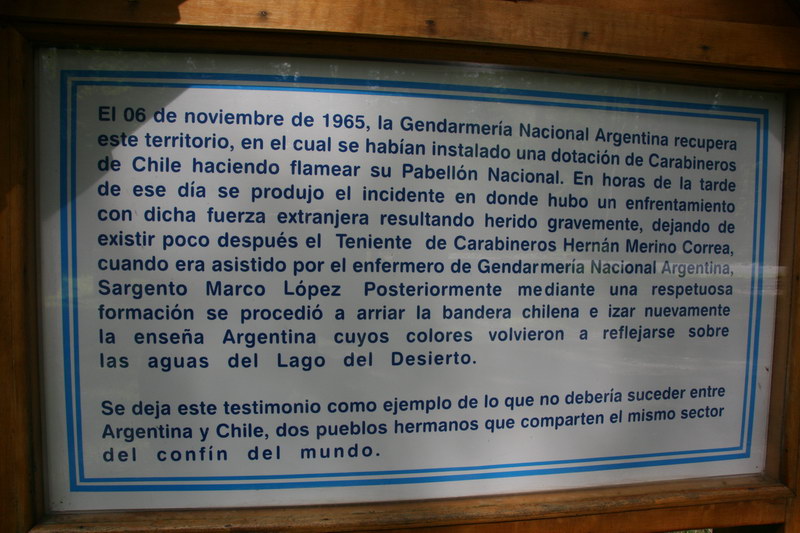 El 06 de noviembre de 1965, la Gendarmería Nacional Argentina recupera
este territorio, en el cual se habían instalado una dotación de Carabineros
de Chile haciendo flamear su Pabellón Nacional. En horas de la tarde
de ese día se produjo el incidente en donde hubo un enfrentamiento
con dicha fuerza extranjera resultando herido gravemente, dejando de
existir poco después el Teniente de Carabineros Hernán Merino Correa,
cuando era asistido por el enfermero de Gendarmería Nacional Argentina,
Sargento Marco López Posteriormente mediante una respetuosa
formación se procedió a arriar la bandera chilena e izar nuevamente
la enseña Argentina cuyos colores volvieron a reflejarse sobre
las aguas del Lago del Desierto.
Se deja este testimonio como ejemplo de lo que no debería suceder entre
Argentina y Chile, dos pueblos hermanos que comparten el mismo sector
del confín del mundo.